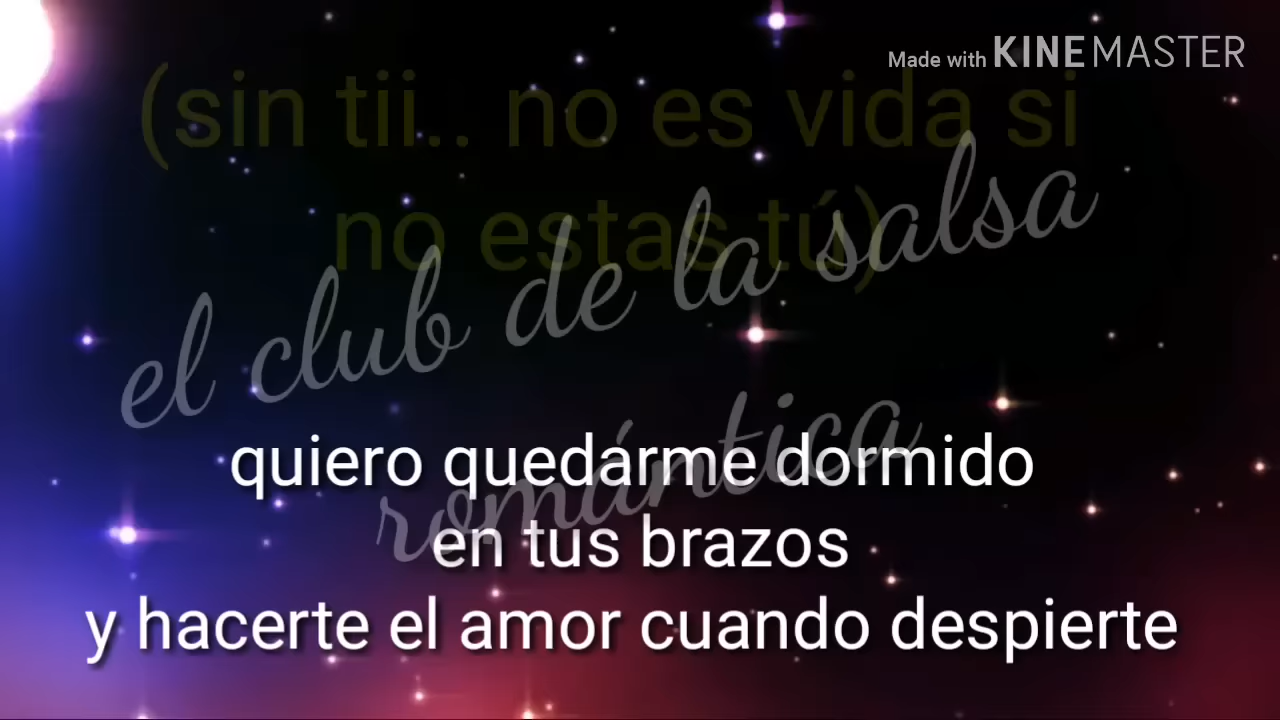 Made with KINEMASTER
(sin tii.. no es vida si
no estas tú)
el club de la salsa
romántica
quiero quedárme dormido
en tus brazos
y hacerte el amor cuando despierte